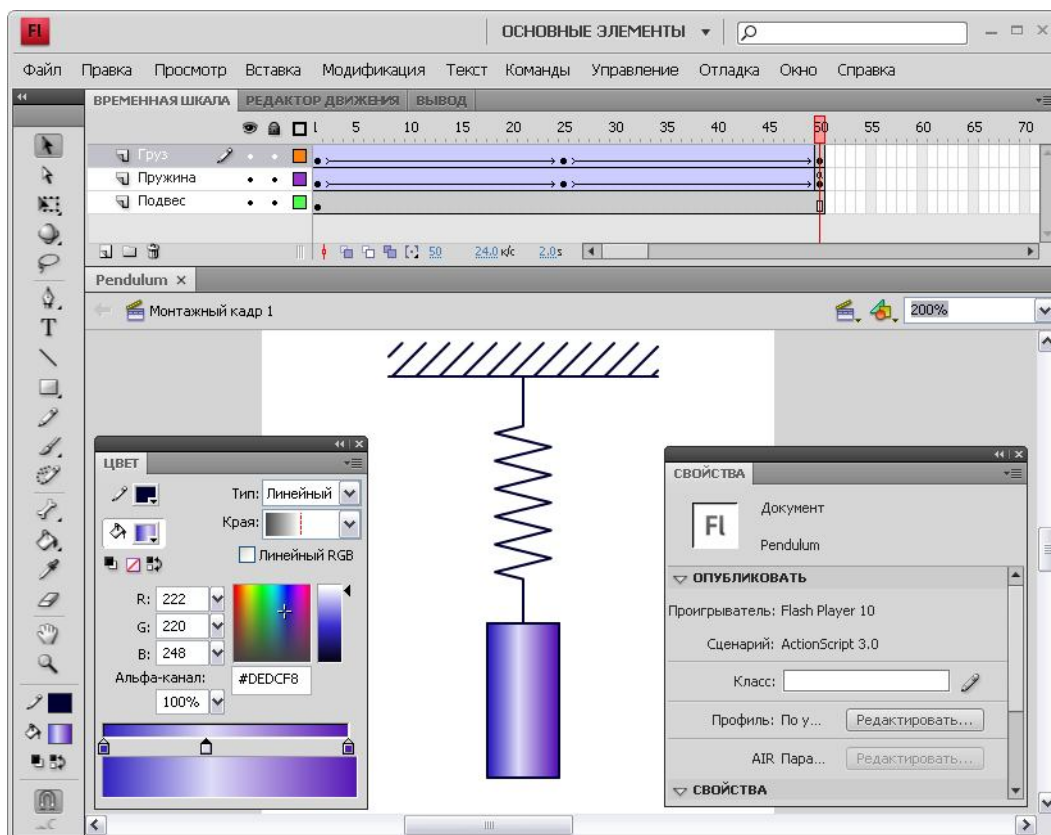 Fl ОСНОВНЫЕ ЭЛЕМЕНТЫ
Файл Правка Просмотр Вставка Модификация Текст Команды Управление Отладка Окно Справка
ВРЕМЕННАЯ ШКАЛА РЕДАКТОР ДВИЖЕНИЯ ВЫВОД
1 5 10 15 20 25 30 35 40 45 50 55 60 65 70
Груз
Пружина
Подвес
50 24.0 к/с 2.0s
Pendulum ×
Монтажный кадр 1 200%
T
ЦВЕТ
Тип: Линейный
Края:
Линейный RGB
R: 222
G: 220
B: 248
Альфа-канал: #DEDCF8
100%
СВОЙСТВА
Fl Документ
Pendulum
ОПУБЛИКОВАТЬ
Проигрыватель: Flash Player 10
Сценарий: ActionScript 3.0
Класс:
Профиль: По у... Редактировать...
AIR Пара... Редактировать...
СВОЙСТВА